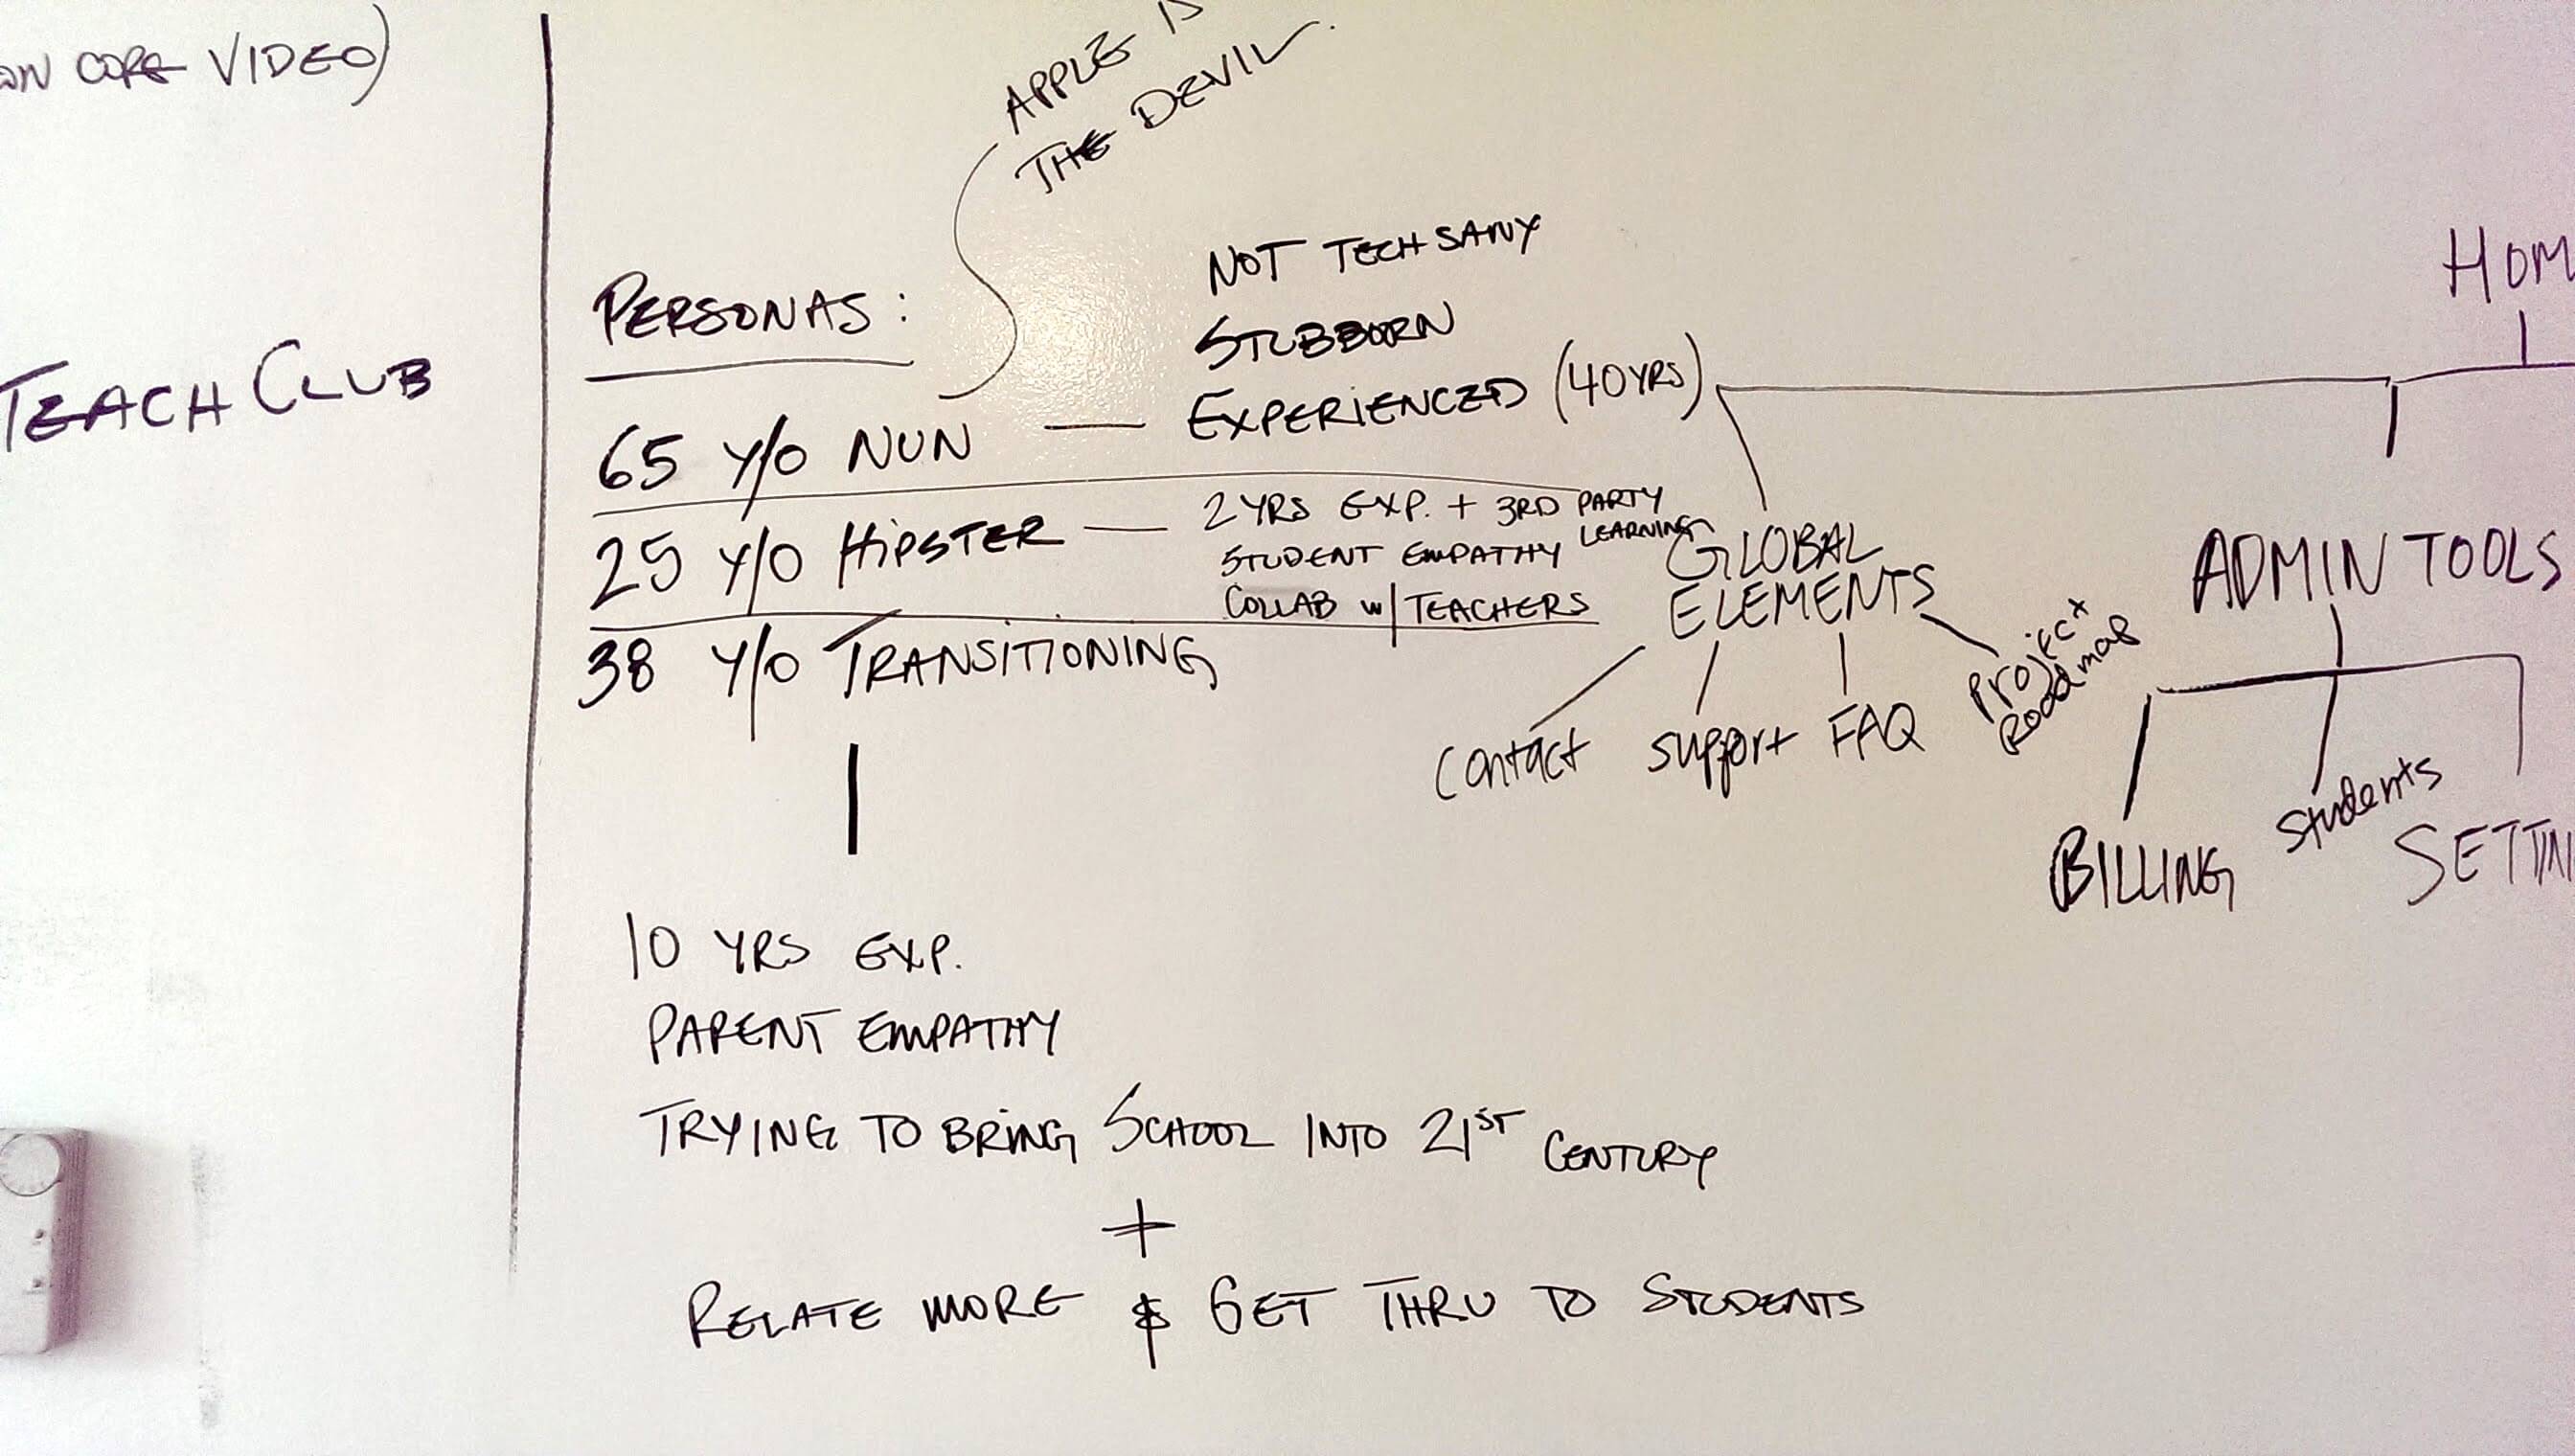 CORE VIDEO)
TEACH CLUB
APPLE IS
THE DEVIL.
PERSONAS:
65 Y/O NUN — NOT TECH SAVVY
STUBBORN
EXPERIENCED (40 YRS)
25 Y/O HIPSTER — 2 YRS EXP. + 3RD PARTY
LEARNING
STUDENT EMPATHY
COLLAB W/ TEACHERS
38 Y/O TRANSITIONING
10 YRS EXP.
PARENT EMPATHY
TRYING TO BRING SCHOOL INTO 21ST CENTURY
+
RELATE MORE & GET THRU TO STUDENTS
GLOBAL
ELEMENTS
Contact
Support
FAQ
Project
Roadmap
HOM
ADMIN TOOLS
BILLING
Students
SETTIN